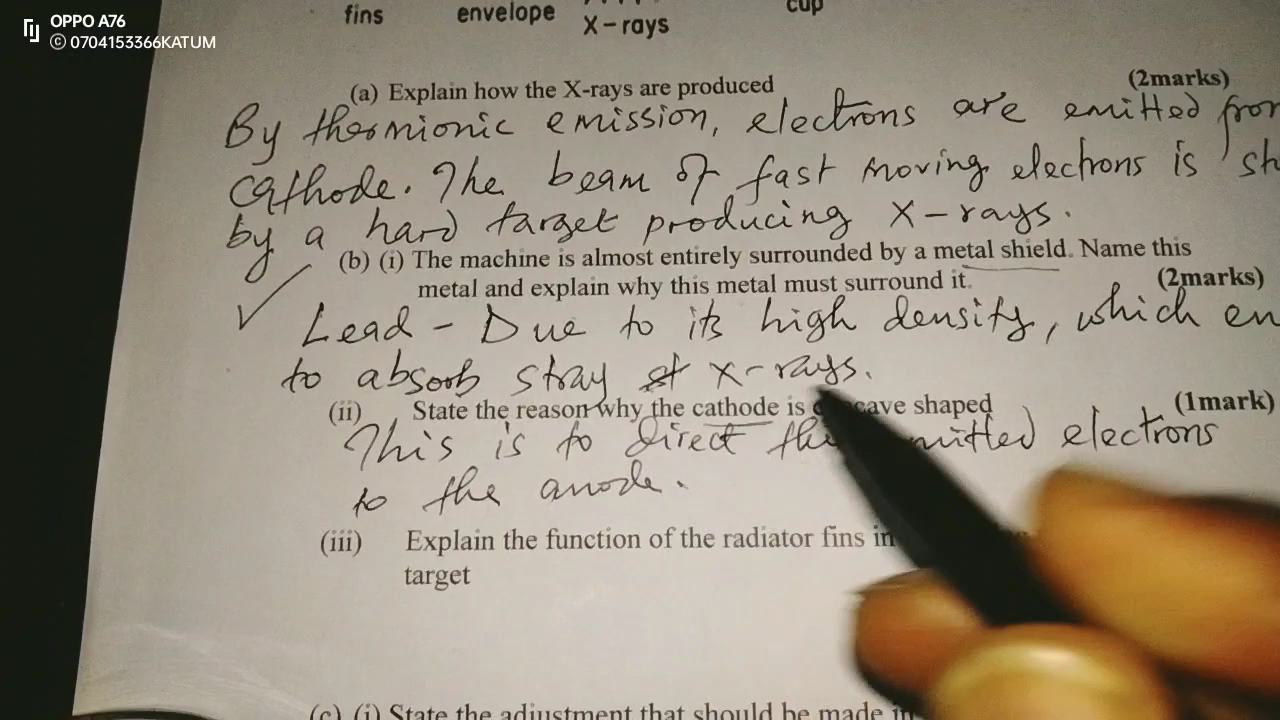 OPPO A76
© 0704153366KATUM
fins envelope X-rays cup
(a) Explain how the X-rays are produced (2marks)
By thermionic emission, electrons are emitted from
cathode. The beam of fast moving electrons is
by a hard target producing X-rays.
(b) (i) The machine is almost entirely surrounded by a metal shield. Name this
metal and explain why this metal must surround it. (2marks)
Lead - Due to its high density, which
to absorb stray X-rays.
(ii) State the reason why the cathode is concave shaped (1mark)
This is to direct the emitted electrons
to the anode.
(iii) Explain the function of the radiator fins in
target
(c) (i) State the adjustment that should be made in